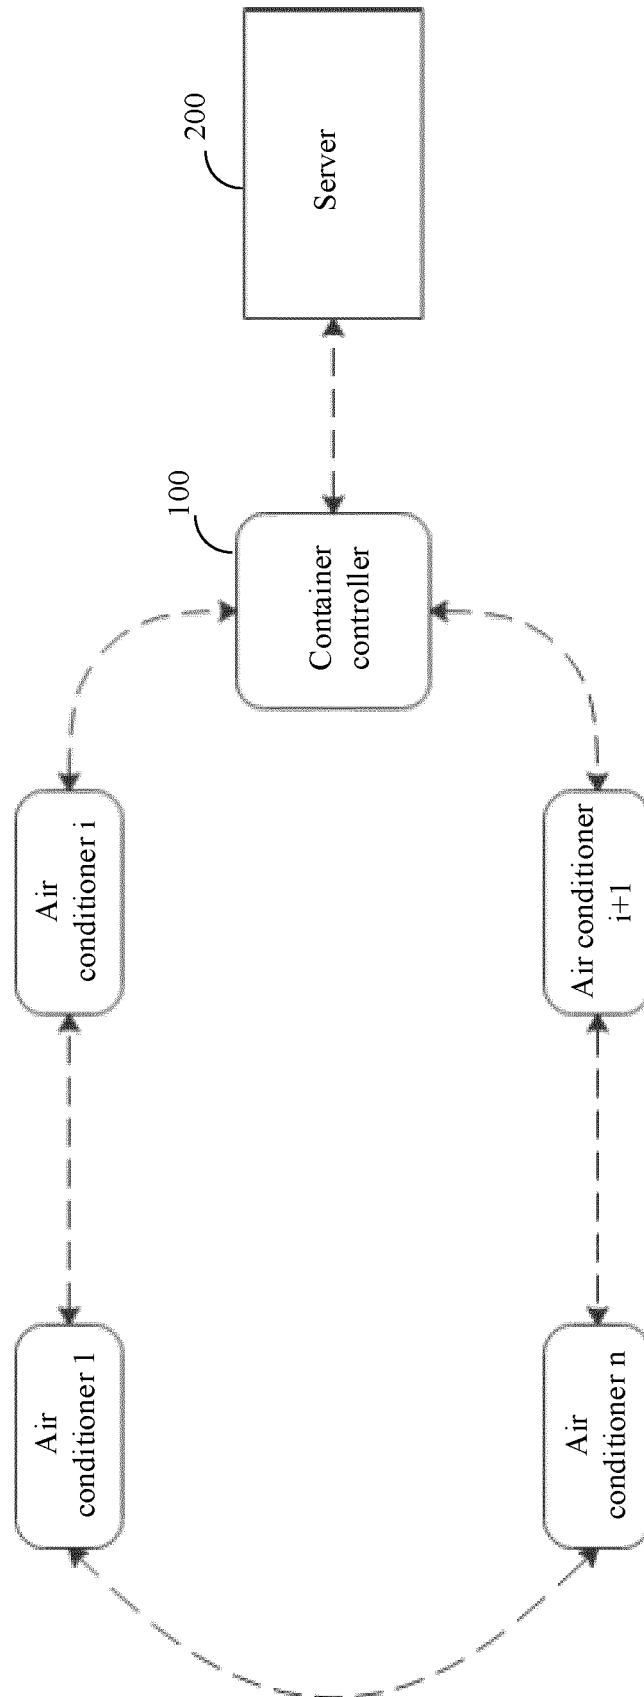 Air
conditioner 1
Air
conditioner i
100
200
Container
controller
Server
Air
conditioner n
Air conditioner
i+1